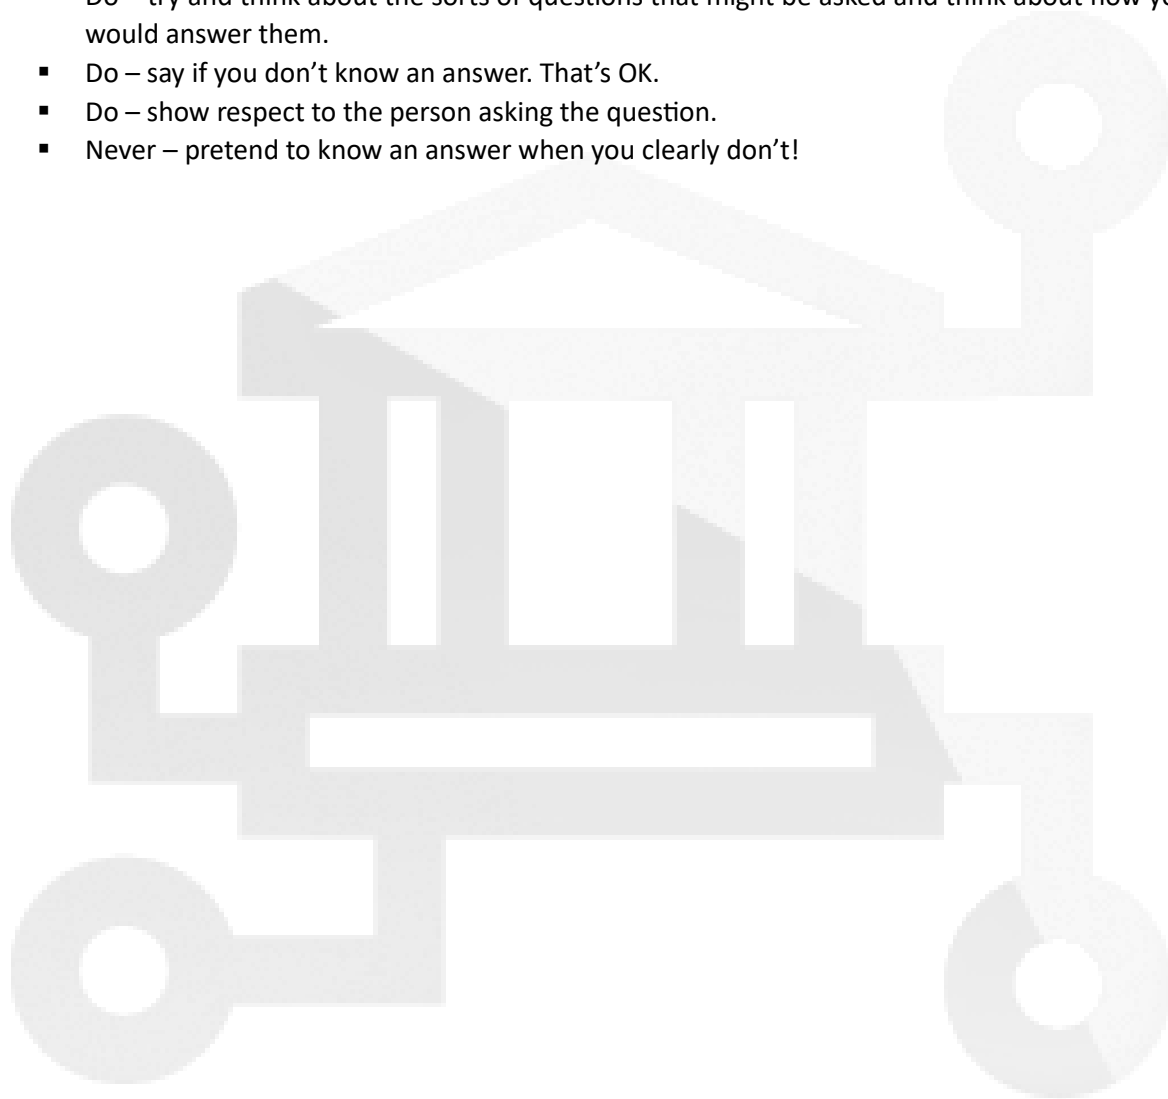 Do – try and think about the sorts of questions that might be asked and think about how
would answer them.
▪ Do – say if you don’t know an answer. That’s OK.
▪ Do – show respect to the person asking the question.
▪ Never – pretend to know an answer when you clearly don’t!